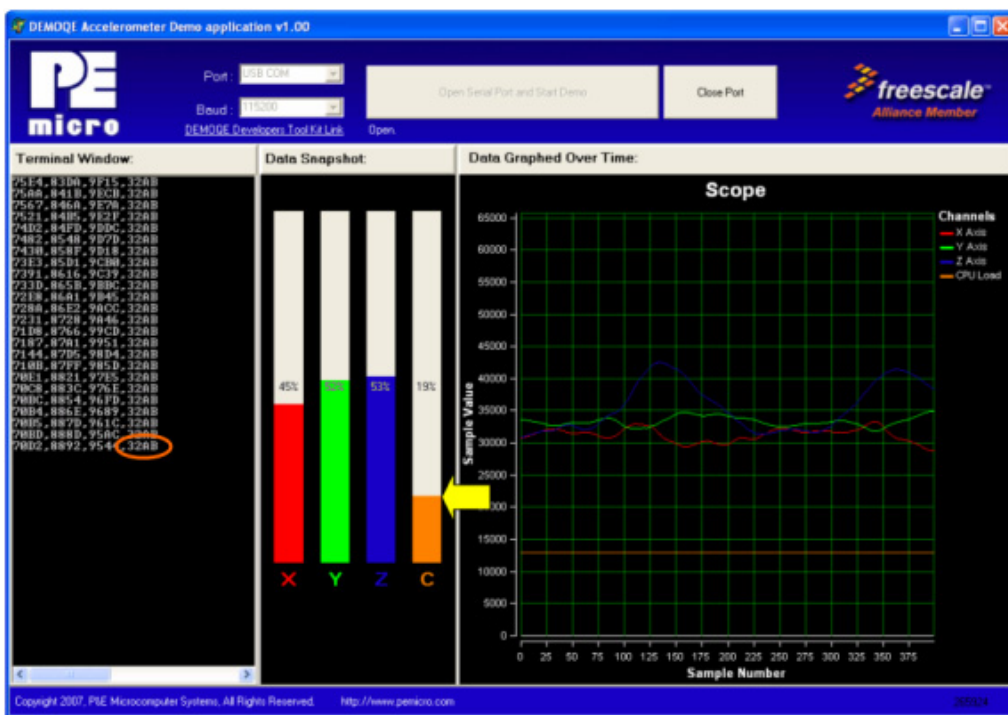 DEMOQE Accelerometer Demo application v1.00
PE
micro
Port : USB COM
Baud : 115200
DEMOQE Developers Tool Kit Link
Open.
Open Serial Port and Start Demo
Close Port
freescale
Alliance Member
Terminal Window:
75E4,83DA,9F15,32AB
75AA,841B,9ECB,32AB
7567,846A,9E7A,32AB
7521,84B5,9E2F,32AB
74D2,84FD,9DDC,32AB
7482,8548,9D7D,32AB
7430,858F,9D18,32AB
73E3,85D1,9CB0,32AB
7391,8616,9C39,32AB
733D,865B,9BBC,32AB
72E8,86A1,9B45,32AB
728A,86E2,9ACC,32AB
7231,8728,9A46,32AB
71D8,8766,99CD,32AB
7187,87A1,9951,32AB
7144,87D5,98D4,32AB
710B,87FF,985D,32AB
70E1,8821,97E5,32AB
70C8,883C,976E,32AB
70BC,8854,96FD,32AB
70B4,886E,9689,32AB
70B5,887D,961C,32AB
70BD,888D,95AC,32AB
70D2,8892,954 ,32AB
Data Snapshot:
45% 52% 53% 19%
X Y Z C
Data Graphed Over Time:
Scope
Channels
X Axis
Y Axis
Z Axis
CPU Load
Sample Value
65000
60000
55000
50000
45000
40000
35000
30000
25000
10000
5000
0
0 25 50 75 100 125 150 175 200 225 250 275 300 325 350 375
Sample Number
Copyright 2007, P&E Microcomputer Systems, All Rights Reserved. http://www.pemicro.com